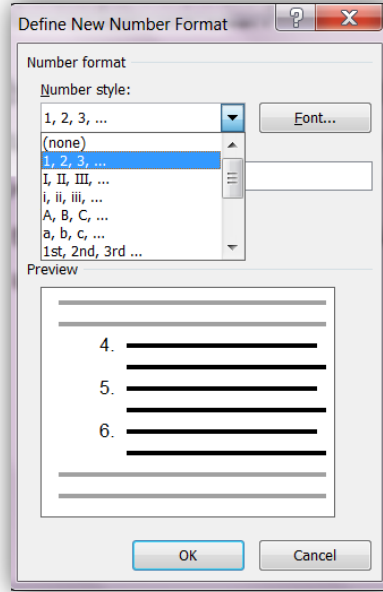 Define New Number Format
Number format
Number style:
1, 2, 3, ...
Font...
(none)
1, 2, 3, ...
I, II, III, ...
i, ii, iii, ...
A, B, C, ...
a, b, c, ...
1st, 2nd, 3rd ...
Preview
4.
5.
6.
OK
Cancel